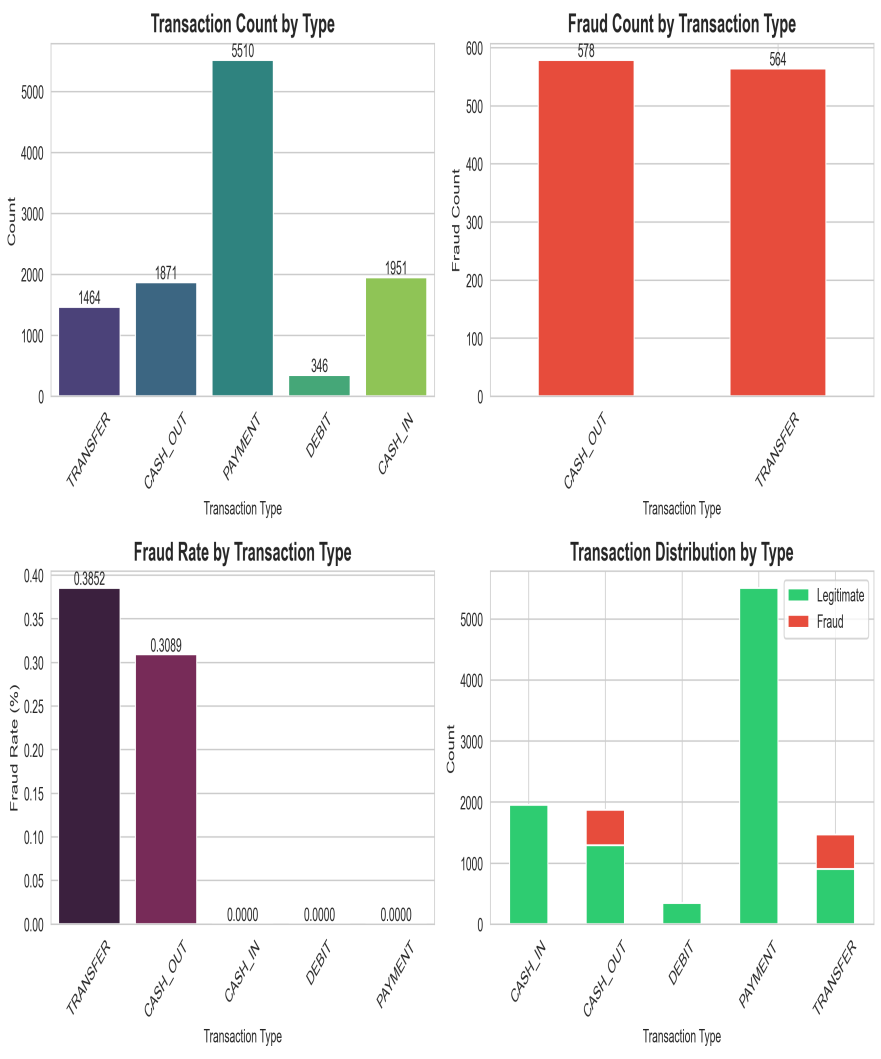 Transaction Count by Type
5510
5000
4000
3000
2000
1000
0
1464
1871
346
1951
Count
TRANSFER
CASH_OUT
PAYMENT
DEBIT
CASH_IN
Transaction Type
Fraud Count by Transaction Type
600
500
400
300
200
100
0
578
564
Fraud Count
CASH_OUT
TRANSFER
Transaction Type
Fraud Rate by Transaction Type
0.40
0.35
0.30
0.25
0.20
0.15
0.10
0.05
0.00
0.3852
0.3089
0.0000
0.0000
0.0000
Fraud Rate (%)
TRANSFER
CASH_OUT
CASH_IN
DEBIT
PAYMENT
Transaction Type
Transaction Distribution by Type
Legitimate
Fraud
5000
4000
3000
2000
1000
0
Count
CASH_IN
CASH_OUT
DEBIT
PAYMENT
TRANSFER
Transaction Type